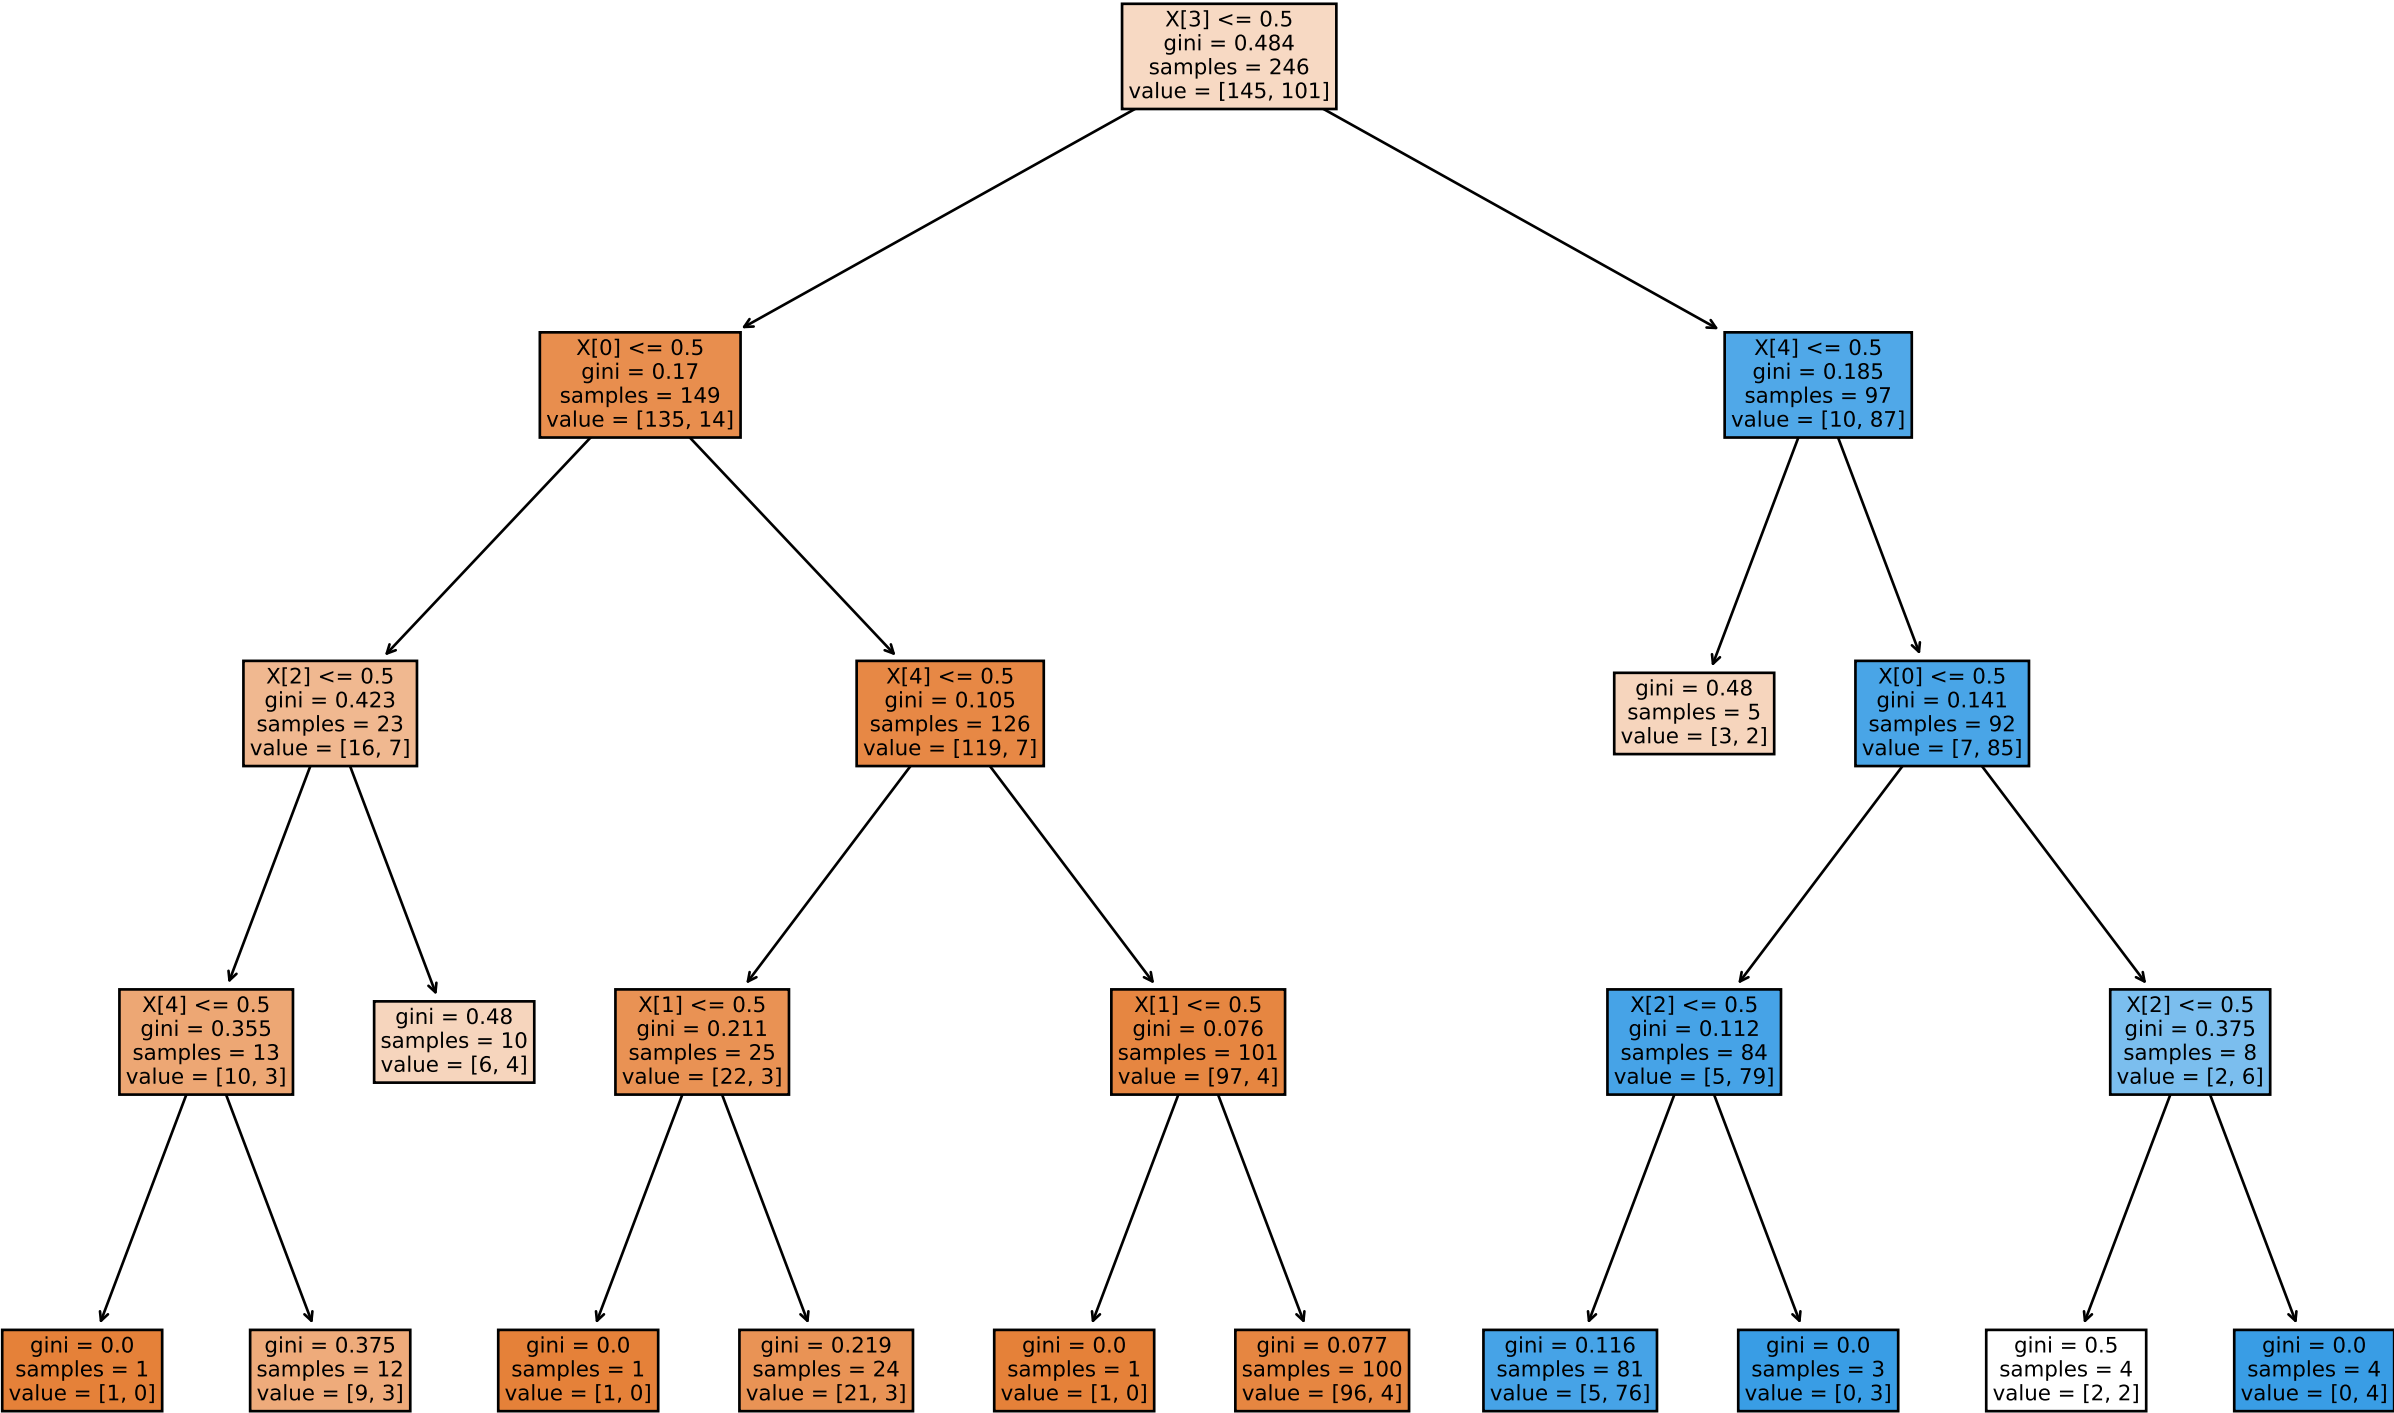 X[3] <= 0.5
gini = 0.484
samples = 246
value = [145, 101]
X[0] <= 0.5
gini = 0.17
samples = 149
value = [135, 14]
X[4] <= 0.5
gini = 0.185
samples = 97
value = [10, 87]
X[2] <= 0.5
gini = 0.423
samples = 23
value = [16, 7]
X[4] <= 0.5
gini = 0.105
samples = 126
value = [119, 7]
gini = 0.48
samples = 5
value = [3, 2]
X[0] <= 0.5
gini = 0.141
samples = 92
value = [7, 85]
X[4] <= 0.5
gini = 0.355
samples = 13
value = [10, 3]
gini = 0.48
samples = 10
value = [6, 4]
X[1] <= 0.5
gini = 0.211
samples = 25
value = [22, 3]
X[1] <= 0.5
gini = 0.076
samples = 101
value = [97, 4]
X[2] <= 0.5
gini = 0.112
samples = 84
value = [5, 79]
X[2] <= 0.5
gini = 0.375
samples = 8
value = [2, 6]
gini = 0.0
samples = 1
value = [1, 0]
gini = 0.375
samples = 12
value = [9, 3]
gini = 0.0
samples = 1
value = [1, 0]
gini = 0.219
samples = 24
value = [21, 3]
gini = 0.0
samples = 1
value = [1, 0]
gini = 0.077
samples = 100
value = [96, 4]
gini = 0.116
samples = 81
value = [5, 76]
gini = 0.0
samples = 3
value = [0, 3]
gini = 0.5
samples = 4
value = [2, 2]
gini = 0.0
samples = 4
value = [0, 4]